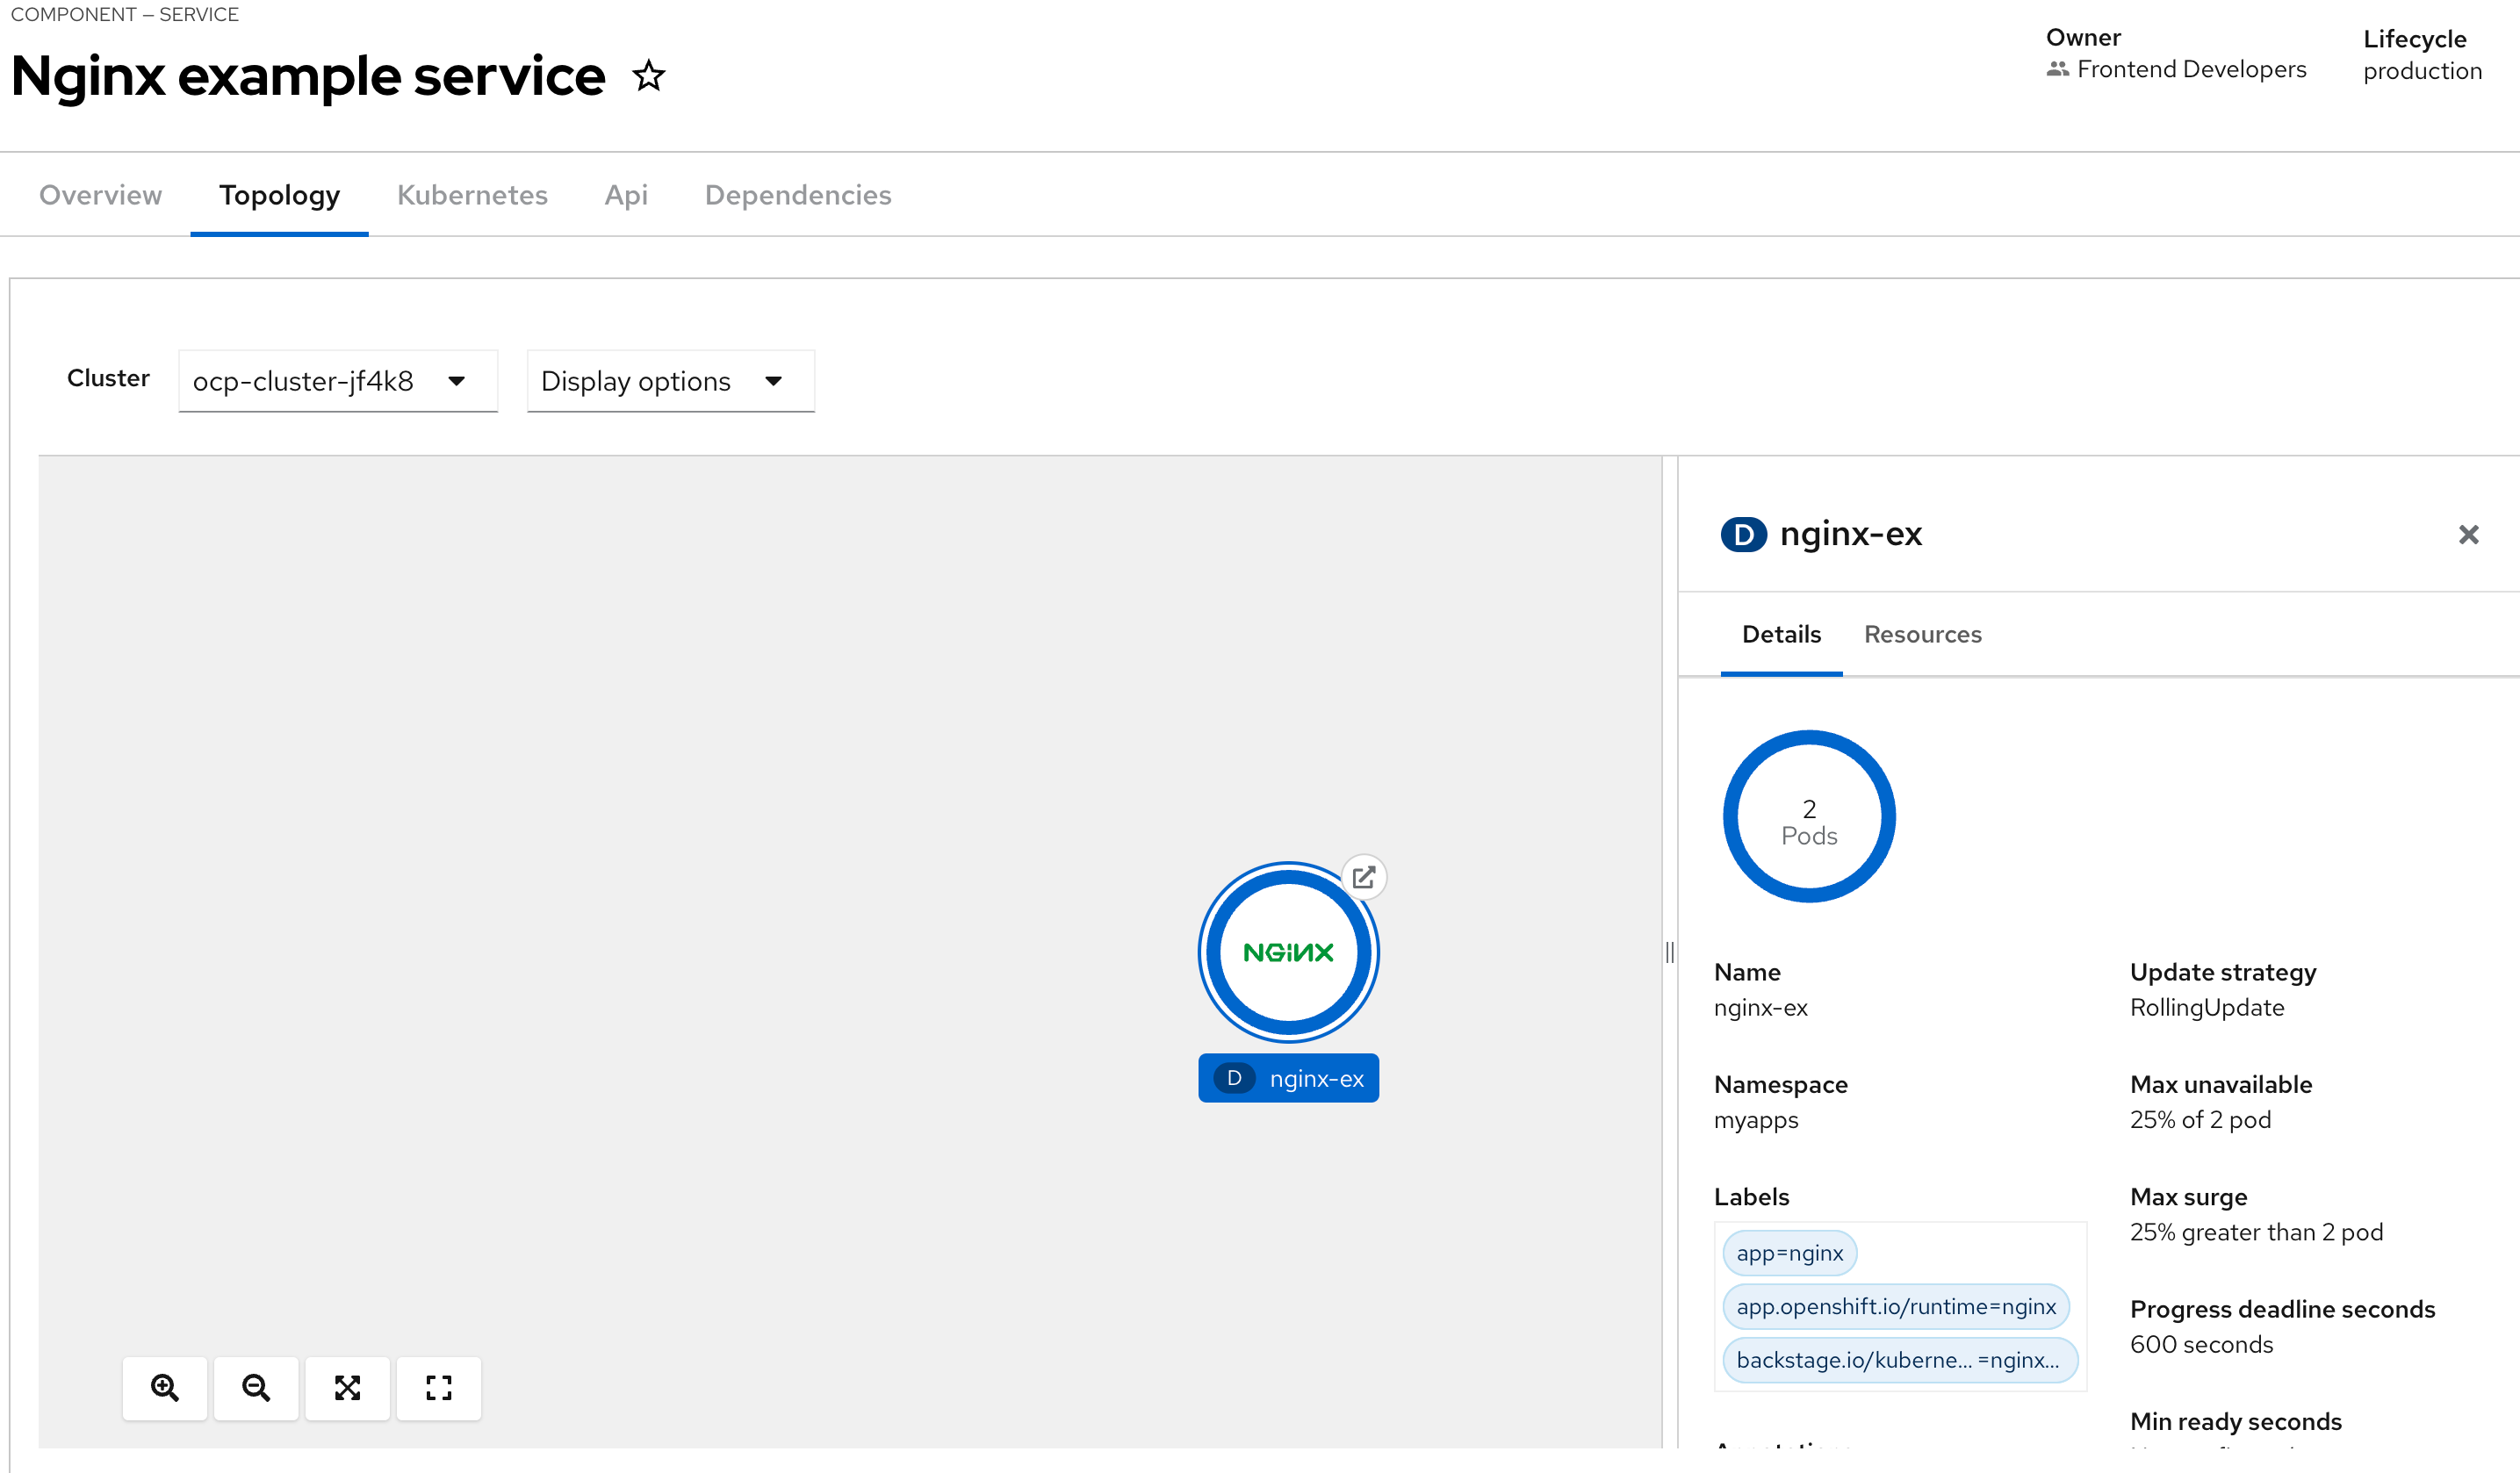 COMPONENT – SERVICE
Nginx example service
Owner
Frontend Developers
Lifecycle
production
Overview
Topology
Kubernetes
Api
Dependencies
Cluster
ocp-cluster-jf4k8
Display options
NGINX
D nginx-ex
D nginx-ex
Details
Resources
2
Pods
Name
nginx-ex
Namespace
myapps
Labels
app=nginx
app.openshift.io/runtime=nginx
backstage.io/kuberne... =nginx...
Update strategy
RollingUpdate
Max unavailable
25% of 2 pod
Max surge
25% greater than 2 pod
Progress deadline seconds
600 seconds
Min ready seconds